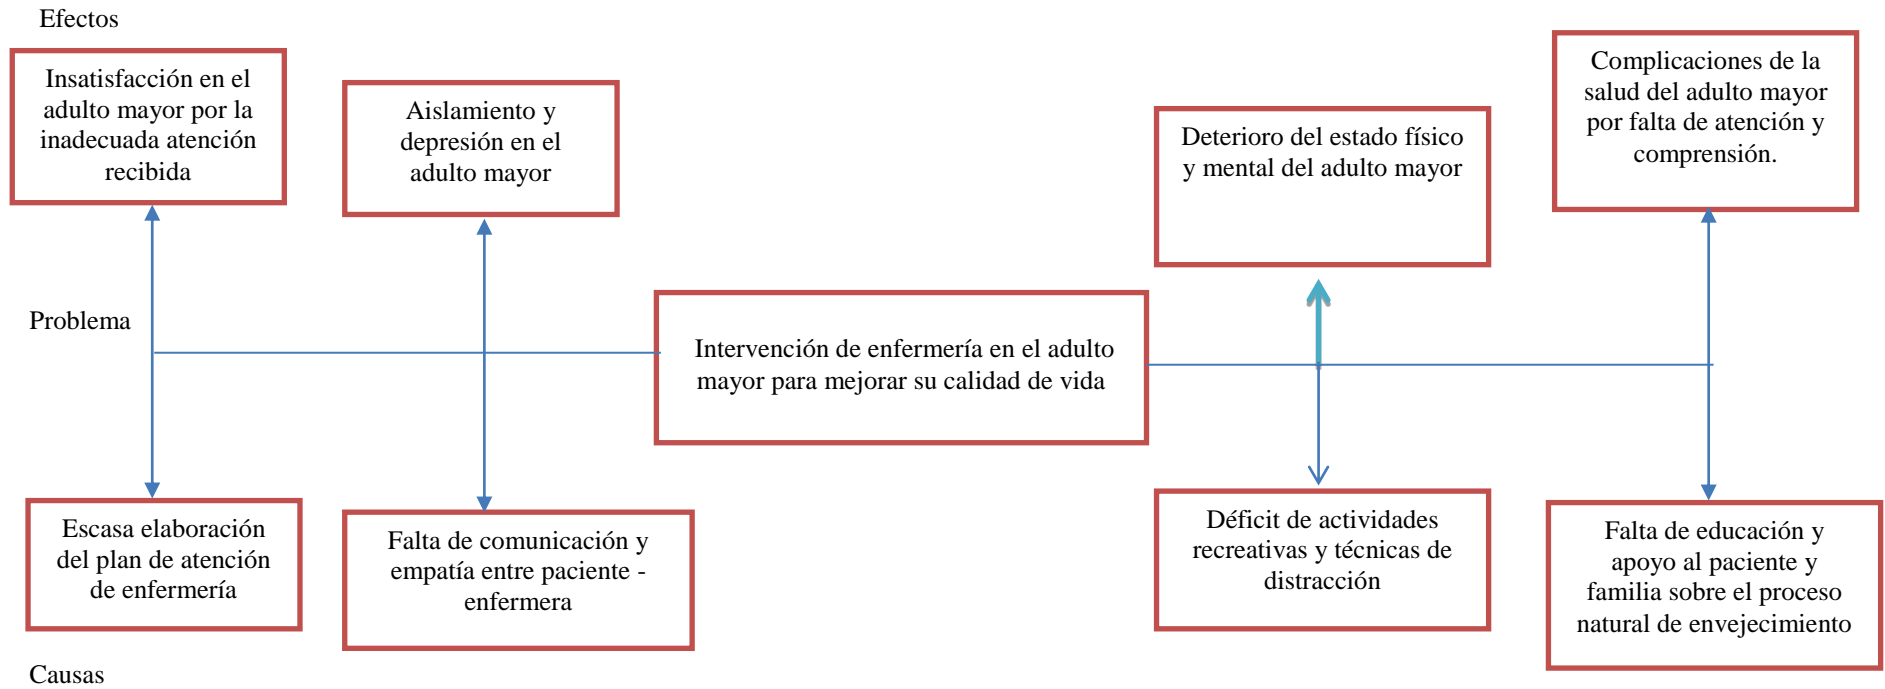 Efectos
Insatisfacción en el
adulto mayor por la
inadecuada atención
recibida
Aislamiento y
depresión en el
adulto mayor
Deterioro del estado físico
y mental del adulto mayor
Complicaciones de la
salud del adulto mayor
por falta de atención y
comprensión.
Problema
Intervención de enfermería en el adulto
mayor para mejorar su calidad de vida
Escasa elaboración
del plan de atención
de enfermería
Falta de comunicación y
empatía entre paciente -
enfermera
Déficit de actividades
recreativas y técnicas de
distracción
Falta de educación y
apoyo al paciente y
familia sobre el proceso
natural de envejecimiento
Causas